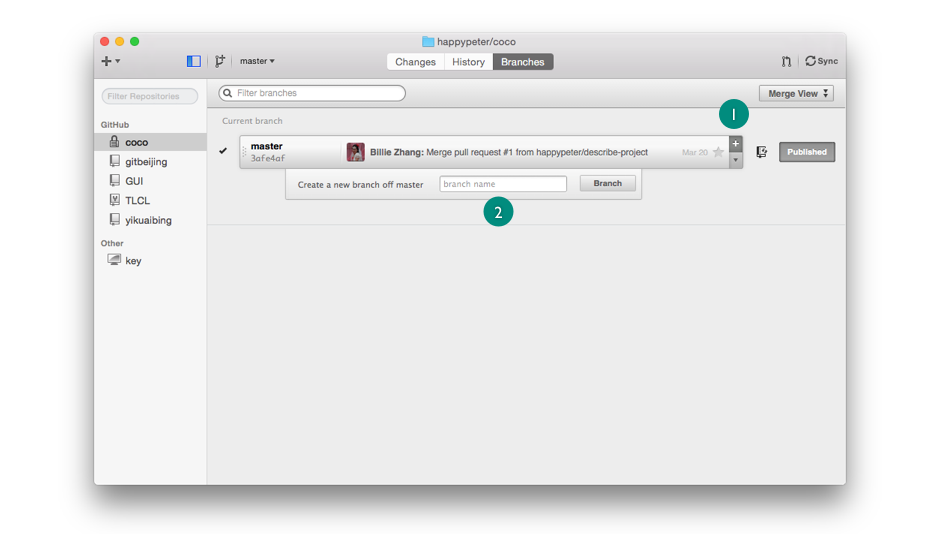 happypeter/coco
master
Changes
History
Branches
Sync
Filter Repositories
Filter branches
Merge View
GitHub
coco
gitbeijing
GUI
TLCL
yikuaibing
Other
key
Current branch
1
master
3afe4af
Billie Zhang: Merge pull request #1 from happypeter/describe-project
Mar 20
Published
Create a new branch off master
branch name
Branch
2